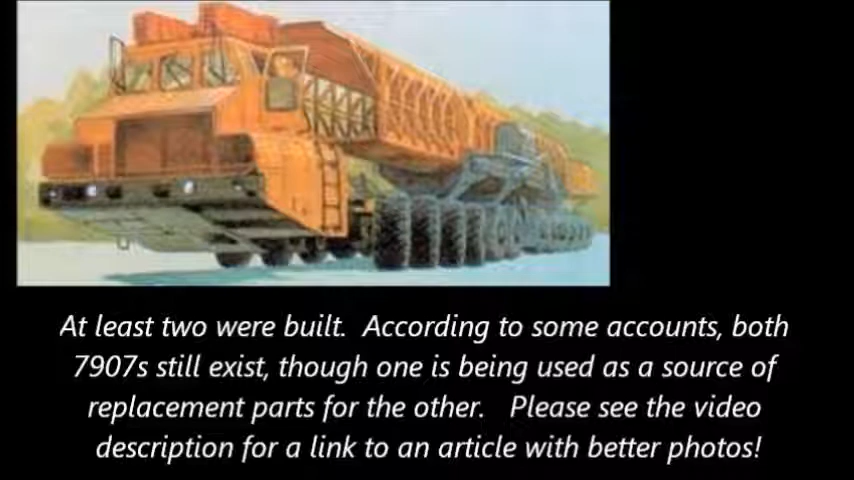 At least two were built.  According to some accounts, both
7907s still exist, though one is being used as a source of
replacement parts for the other.   Please see the video
description for a link to an article with better photos!